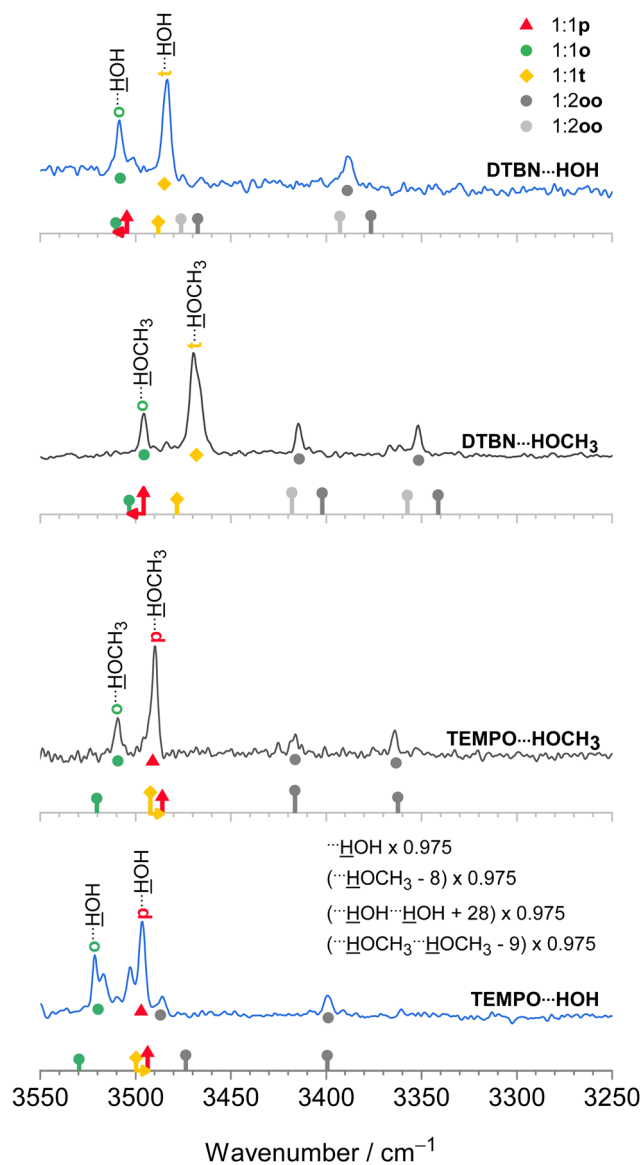 1:1p
1:1o
1:1t
1:2oo
1:2oo
o···HOH
t···HOH
DTBN···HOH
o···HOCH3
t···HOCH3
DTBN···HOCH3
o···HOCH3
p···HOCH3
TEMPO···HOCH3
···HOH x 0.975
(···HOCH3 - 8) x 0.975
(···HOH···HOH + 28) x 0.975
(···HOCH3···HOCH3 - 9) x 0.975
o···HOH
p···HOH
TEMPO···HOH
3550 3500 3450 3400 3350 3300 3250
Wavenumber / cm−1